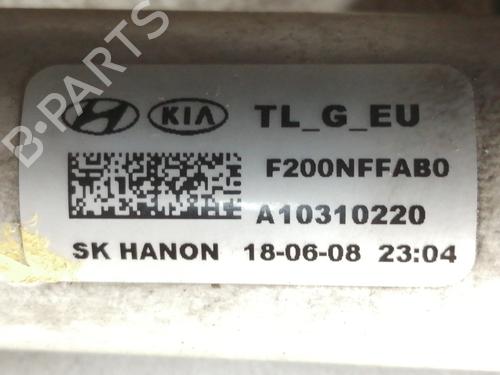 KIA TL_G_EU
F200NFFAB0
A10310220
SK HANON 18-06-08 23:04
B-PARTS